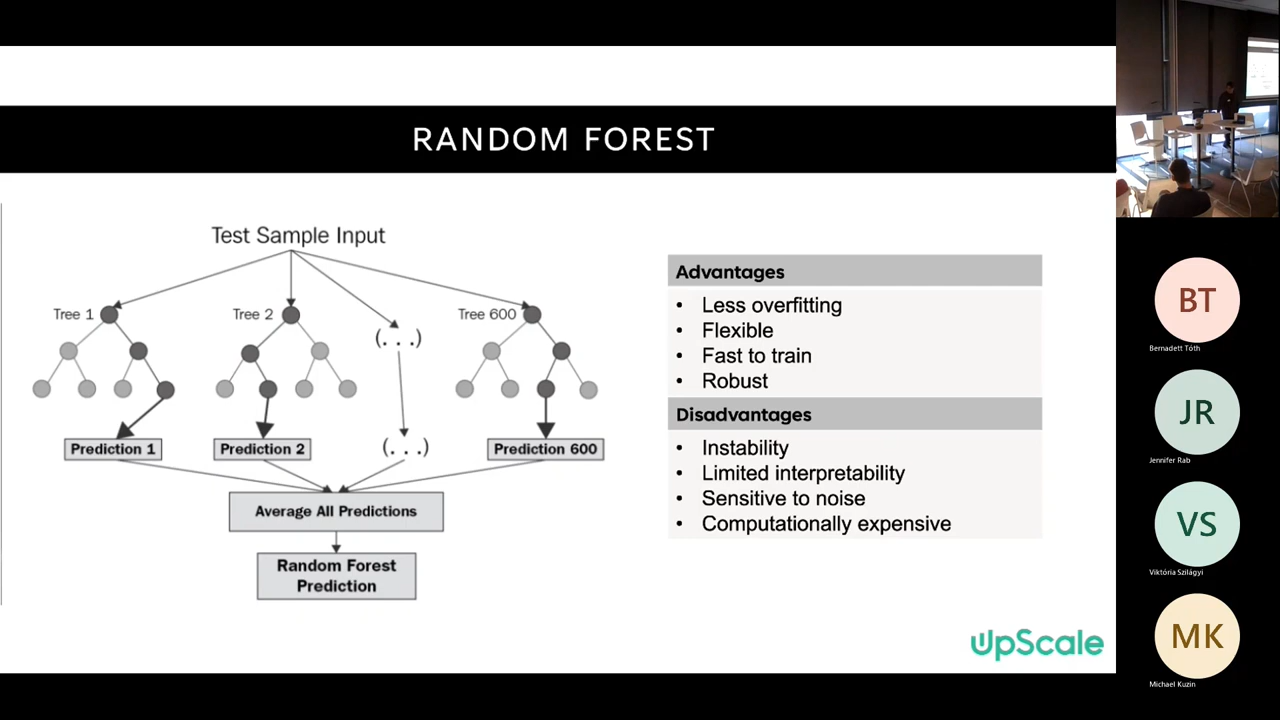 RANDOM FOREST
Test Sample Input
Tree 1
Tree 2
(. . .)
Tree 600
Prediction 1
Prediction 2
(. . .)
Prediction 600
Average All Predictions
Random Forest
Prediction
Advantages
• Less overfitting
• Flexible
• Fast to train
• Robust
Disadvantages
• Instability
• Limited interpretability
• Sensitive to noise
• Computationally expensive
UpScale
BT
Bernadett Tóth
JR
Jennifer Rab
VS
Viktória Szilágyi
MK
Michael Kuzin